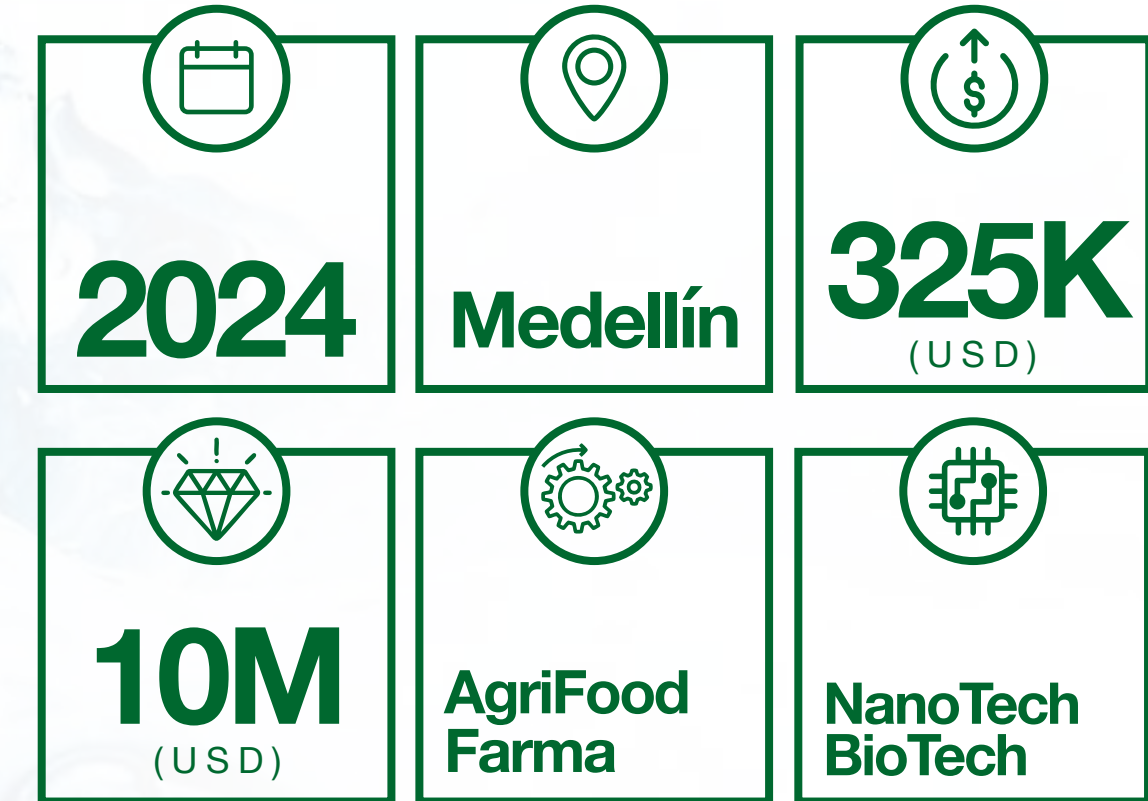 2024
Medellín
325K
(USD)
10M
(USD)
AgriFood
Farma
NanoTech
BioTech